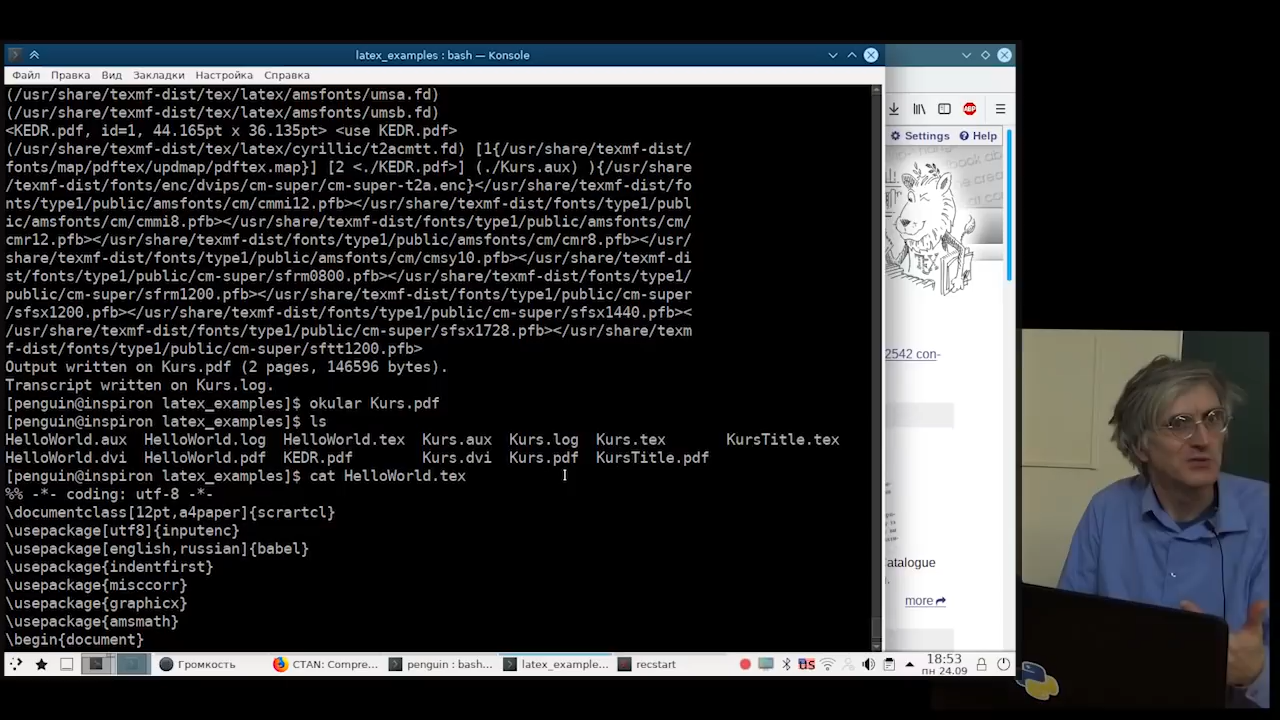 latex_examples : bash — Konsole
Файл Правка Вид Закладки Настройка Справка
(/usr/share/texmf-dist/tex/latex/amsfonts/umsa.fd)
(/usr/share/texmf-dist/tex/latex/amsfonts/umsb.fd)
<KEDR.pdf, id=1, 44.165pt x 36.135pt> <use KEDR.pdf>
(/usr/share/texmf-dist/tex/latex/cyrillic/t2acmtt.fd) [1{/usr/share/texmf-dist/
fonts/map/pdftex/updmap/pdftex.map}] [2 <./KEDR.pdf>] (./Kurs.aux) ){/usr/share
/texmf-dist/fonts/enc/dvips/cm-super/cm-super-t2a.enc}</usr/share/texmf-dist/fo
nts/type1/public/amsfonts/cm/cmmi12.pfb></usr/share/texmf-dist/fonts/type1/publ
ic/amsfonts/cm/cmmi8.pfb></usr/share/texmf-dist/fonts/type1/public/amsfonts/cm/
cmr12.pfb></usr/share/texmf-dist/fonts/type1/public/amsfonts/cm/cmr8.pfb></usr/
share/texmf-dist/fonts/type1/public/amsfonts/cm/cmsy10.pfb></usr/share/texmf-di
st/fonts/type1/public/cm-super/sfrm0800.pfb></usr/share/texmf-dist/fonts/type1/
public/cm-super/sfrm1200.pfb></usr/share/texmf-dist/fonts/type1/public/cm-super
/sfsx1200.pfb></usr/share/texmf-dist/fonts/type1/public/cm-super/sfsx1440.pfb><
/usr/share/texmf-dist/fonts/type1/public/cm-super/sfsx1728.pfb></usr/share/texm
f-dist/fonts/type1/public/cm-super/sftt1200.pfb>
Output written on Kurs.pdf (2 pages, 146596 bytes).
Transcript written on Kurs.log.
[penguin@inspiron latex_examples]$ okular Kurs.pdf
[penguin@inspiron latex_examples]$ ls
HelloWorld.aux HelloWorld.log HelloWorld.tex Kurs.aux Kurs.log Kurs.tex KursTitle.tex
HelloWorld.dvi HelloWorld.pdf KEDR.pdf Kurs.dvi Kurs.pdf KursTitle.pdf
[penguin@inspiron latex_examples]$ cat HelloWorld.tex
%% -*- coding: utf-8 -*-
\documentclass[12pt,a4paper]{scrartcl}
\usepackage[utf8]{inputenc}
\usepackage[english,russian]{babel}
\usepackage{indentfirst}
\usepackage{misccorr}
\usepackage{graphicx}
\usepackage{amsmath}
\begin{document}
ABP
Settings Help
2542 con-
Catalogue
more
Громкость CTAN: Compre... penguin : bash... latex_example... recstart
US
18:53
пн 24.09